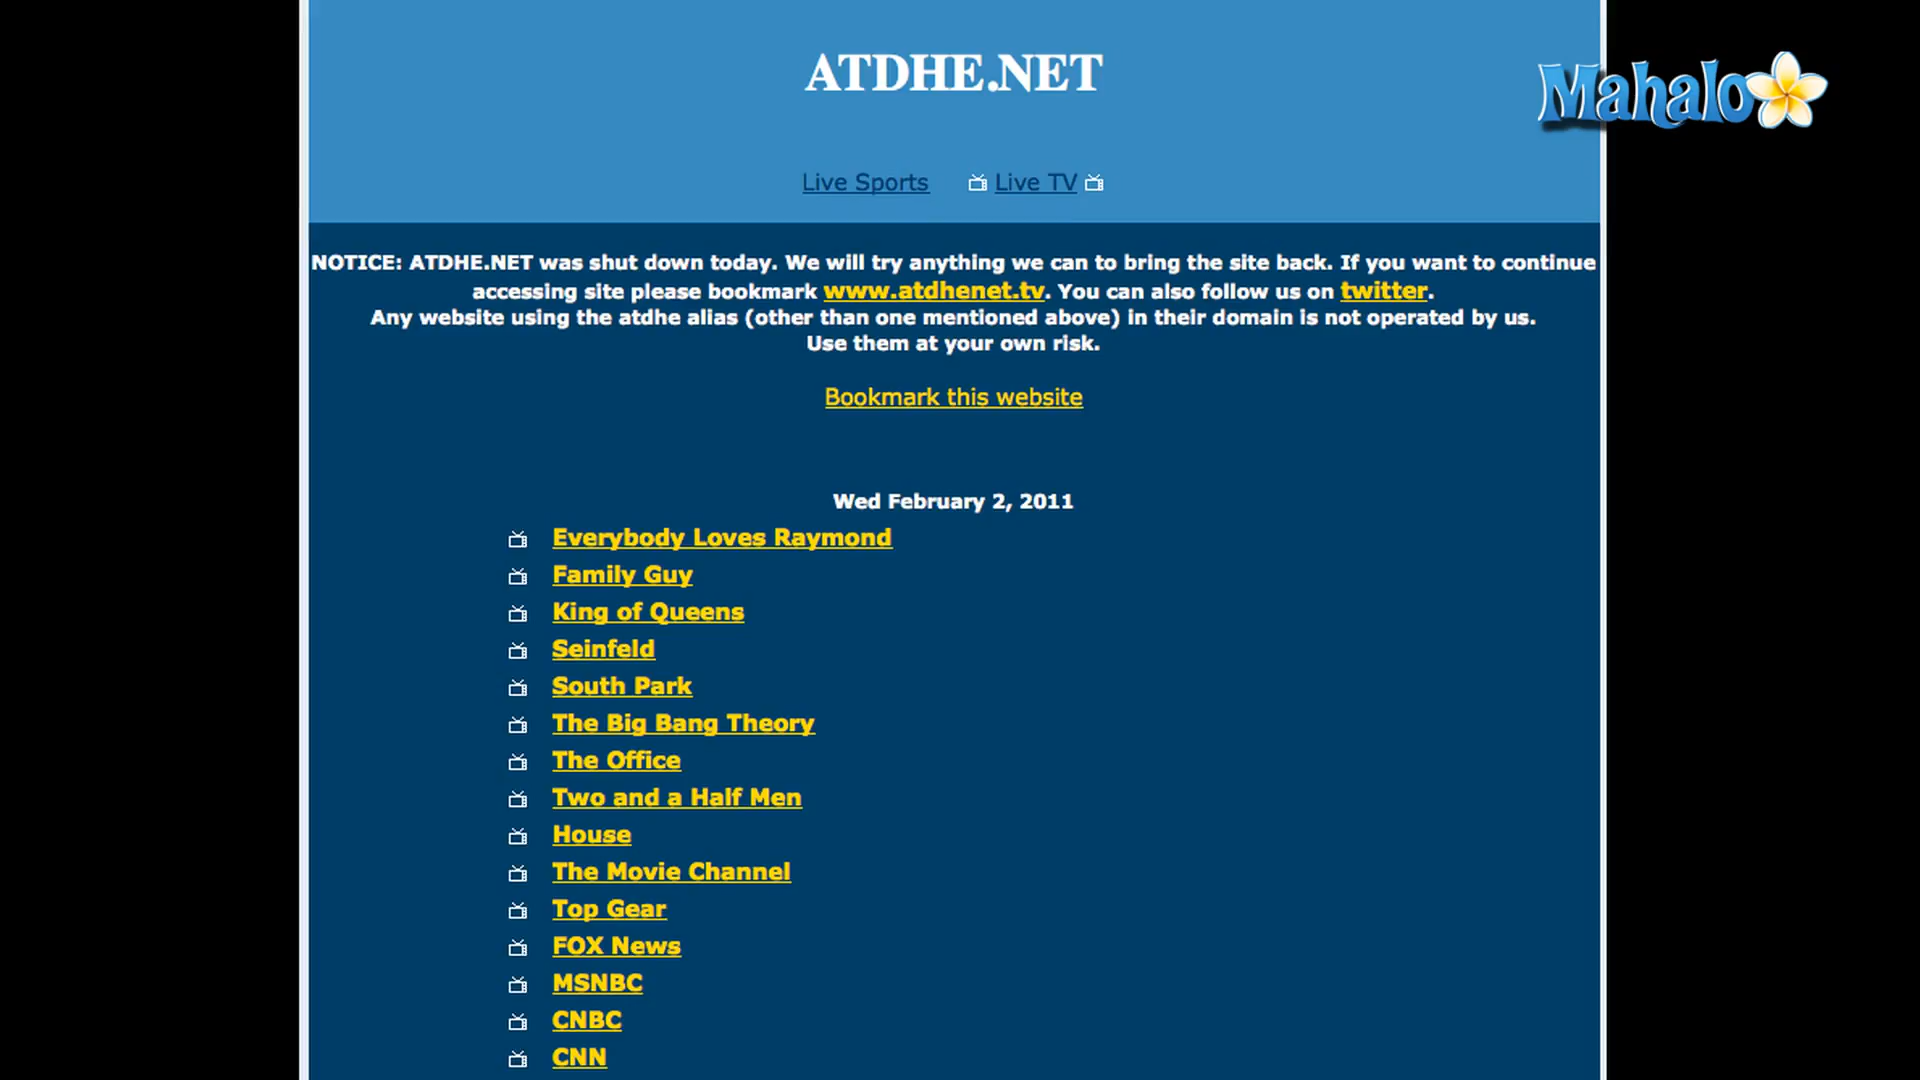 ATDHE.NET
Mahalo
Live Sports Live TV
NOTICE: ATDHE.NET was shut down today. We will try anything we can to bring the site back. If you want to continue
accessing site please bookmark www.atdhenet.tv. You can also follow us on twitter.
Any website using the atdhe alias (other than one mentioned above) in their domain is not operated by us.
Use them at your own risk.
Bookmark this website
Wed February 2, 2011
Everybody Loves Raymond
Family Guy
King of Queens
Seinfeld
South Park
The Big Bang Theory
The Office
Two and a Half Men
House
The Movie Channel
Top Gear
FOX News
MSNBC
CNBC
CNN